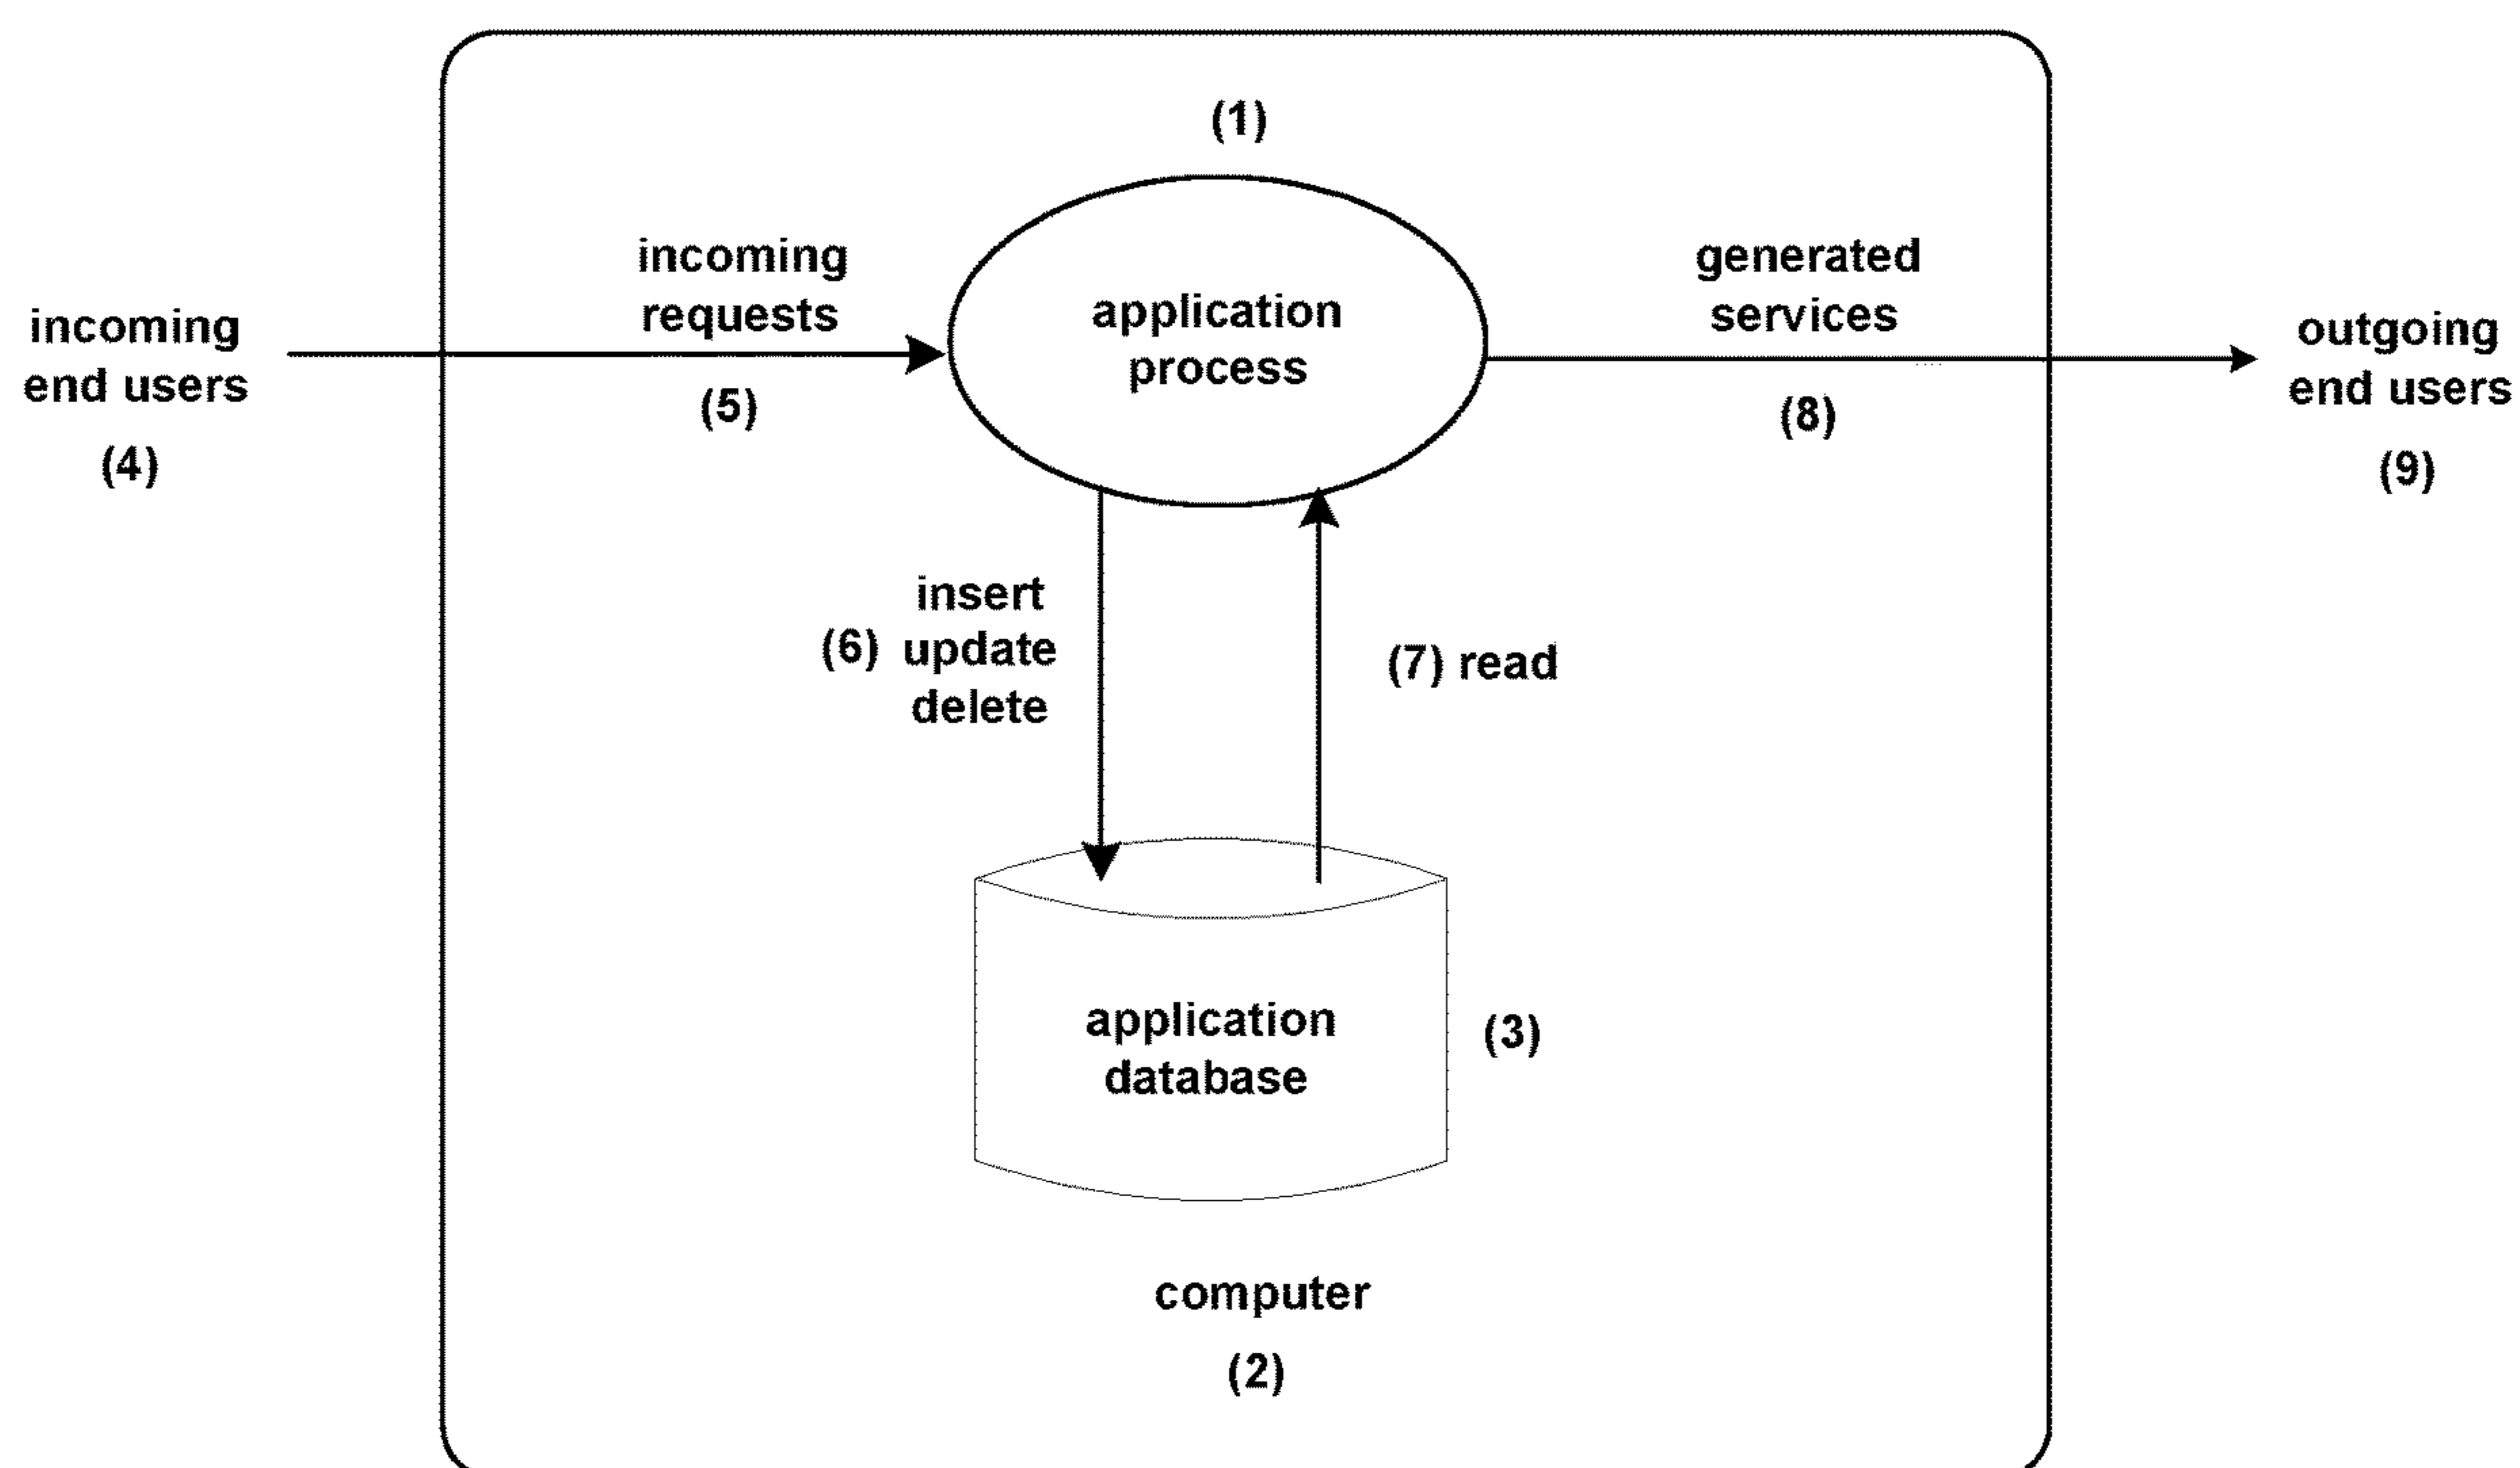 (1)
incoming
requests
(5)
incoming
end users
(4)
application
process
generated
services
(8)
outgoing
end users
(9)
insert
(6) update
delete
(7) read
application
database
(3)
computer
(2)